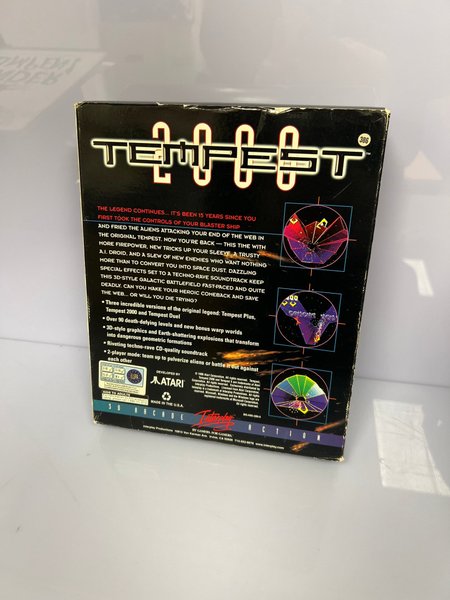 2000
TEMPEST
386
THE LEGEND CONTINUES... IT'S BEEN 15 YEARS SINCE YOU
FIRST TOOK THE CONTROLS OF YOUR BLASTER SHIP
AND FRIED THE ALIENS ATTACKING YOUR END OF THE WEB IN
THE ORIGINAL TEMPEST. NOW YOU'RE BACK — THIS TIME WITH
MORE FIREPOWER, NEW TRICKS UP YOUR SLEEVE, A TRUSTY
A.I. DROID, AND A SLEW OF NEW ENEMIES WHO WANT NOTHING
MORE THAN TO CONVERT YOU INTO SPACE DUST. DAZZLING
SPECIAL EFFECTS SET TO A TECHNO-RAVE SOUNDTRACK KEEP
THIS 3D-STYLE GALACTIC BATTLEFIELD FAST-PACED AND QUITE
DEADLY. CAN YOU MAKE YOUR HEROIC COMEBACK AND SAVE
THE WEB... OR WILL YOU DIE TRYING?
• Three incredible versions of the original legend: Tempest Plus,
Tempest 2000 and Tempest Duel
• Over 90 death-defying levels and new bonus warp worlds
• 3D-style graphics and Earth-shattering explosions that transform
into dangerous geometric formations
• Riveting techno-rave CD-quality soundtrack
• 2-player mode: team up to pulverize aliens or battle it out against
each other
DEVELOPED BY
ATARI
MADE IN THE U.S.A.
3D ARCADE
Interplay
ACTION
BY GAMERS. FOR GAMERS.